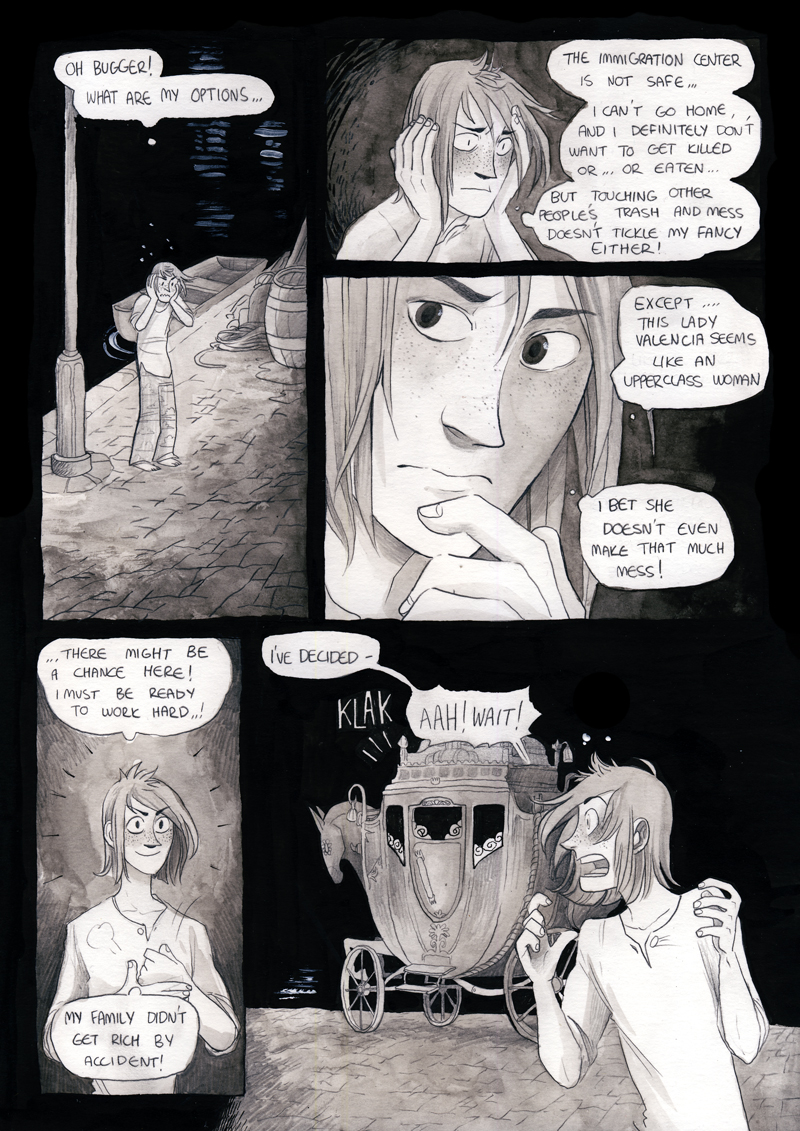 OH BUGGER!
WHAT ARE MY OPTIONS...
THE IMMIGRATION CENTER
IS NOT SAFE...
I CAN'T GO HOME,
AND I DEFINITELY DON'T
WANT TO GET KILLED
OR... OR EATEN...
BUT TOUCHING OTHER
PEOPLE'S TRASH AND MESS
DOESN'T TICKLE MY FANCY
EITHER!
EXCEPT ....
THIS LADY
VALENCIA SEEMS
LIKE AN
UPPERCLASS WOMAN
I BET SHE
DOESN'T EVEN
MAKE THAT MUCH
MESS!
...THERE MIGHT BE
A CHANCE HERE!
I MUST BE READY
TO WORK HARD...!
MY FAMILY DIDN'T
GET RICH BY
ACCIDENT!
I'VE DECIDED -
KLAK
AAH! WAIT!